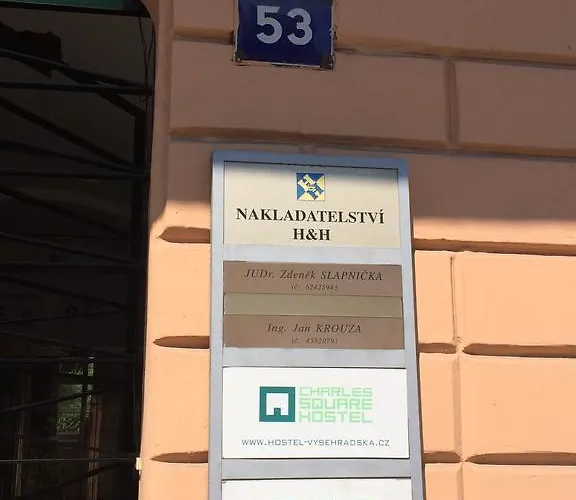 53
NAKLADATELSTVÍ
H&H
JUDr. Zdeněk SLAPNIČKA
Ing. Jan KROUZA
CHARLES
SQUARE
HOSTEL
WWW.HOSTEL-VYSEHRADSKA.CZ